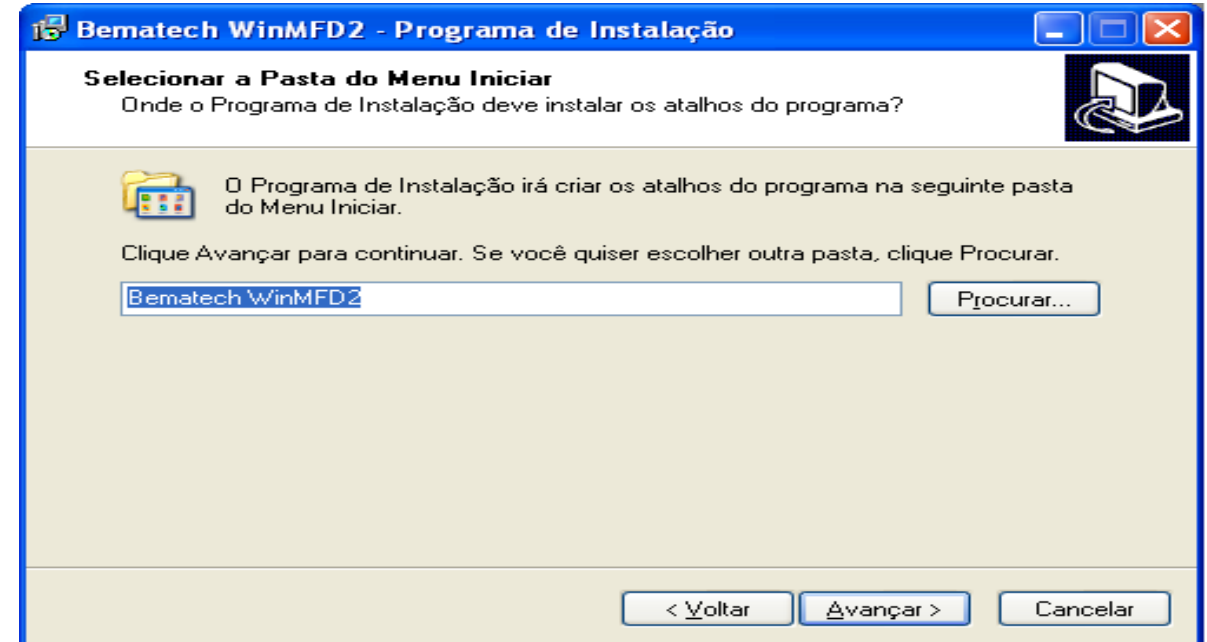 Bematech WinMFD2 - Programa de Instalação
Selecionar a Pasta do Menu Iniciar
Onde o Programa de Instalação deve instalar os atalhos do programa?
O Programa de Instalação irá criar os atalhos do programa na seguinte pasta
do Menu Iniciar.
Clique Avançar para continuar. Se você quiser escolher outra pasta, clique Procurar.
Bematech WinMFD2 Procurar...
< Voltar Avançar > Cancelar